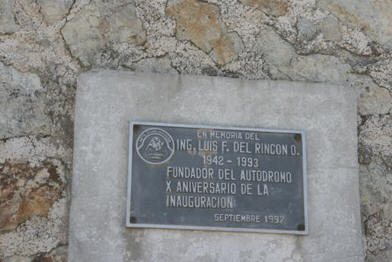 EN MEMORIA DEL
ING. LUIS F. DEL RINCON O.
1942 - 1993
FUNDADOR DEL AUTODROMO
X ANIVERSARIO DE LA
INAUGURACION
SEPTIEMBRE 1997